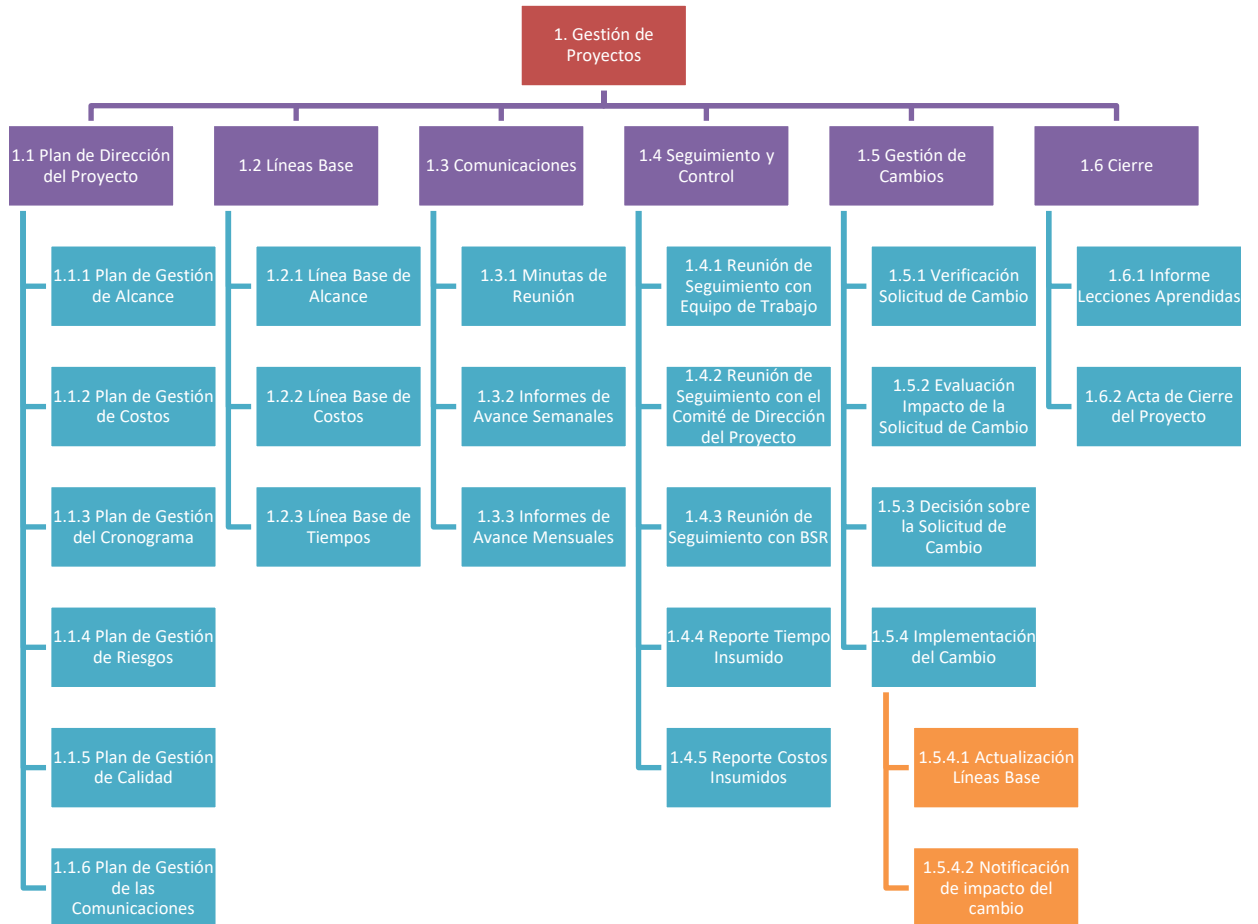 1. Gestión de
Proyectos
1.1 Plan de Dirección
del Proyecto
1.2 Líneas Base
1.3 Comunicaciones
1.4 Seguimiento y
Control
1.5 Gestión de
Cambios
1.6 Cierre
1.1.1 Plan de Gestión
de Alcance
1.1.2 Plan de Gestión
de Costos
1.1.3 Plan de Gestión
del Cronograma
1.1.4 Plan de Gestión
de Riesgos
1.1.5 Plan de Gestión
de Calidad
1.1.6 Plan de Gestión
de las
Comunicaciones
1.2.1 Línea Base de
Alcance
1.2.2 Línea Base de
Costos
1.2.3 Línea Base de
Tiempos
1.3.1 Minutas de
Reunión
1.3.2 Informes de
Avance Semanales
1.3.3 Informes de
Avance Mensuales
1.4.1 Reunión de
Seguimiento con
Equipo de Trabajo
1.4.2 Reunión de
Seguimiento con el
Comité de Dirección
del Proyecto
1.4.3 Reunión de
Seguimiento con BSR
1.4.4 Reporte Tiempo
Insumido
1.4.5 Reporte Costos
Insumidos
1.5.1 Verificación
Solicitud de Cambio
1.5.2 Evaluación
Impacto de la
Solicitud de Cambio
1.5.3 Decisión sobre
la Solicitud de
Cambio
1.5.4 Implementación
del Cambio
1.5.4.1 Actualización
Líneas Base
1.5.4.2 Notificación
de impacto del
cambio
1.6.1 Informe
Lecciones Aprendidas
1.6.2 Acta de Cierre
del Proyecto